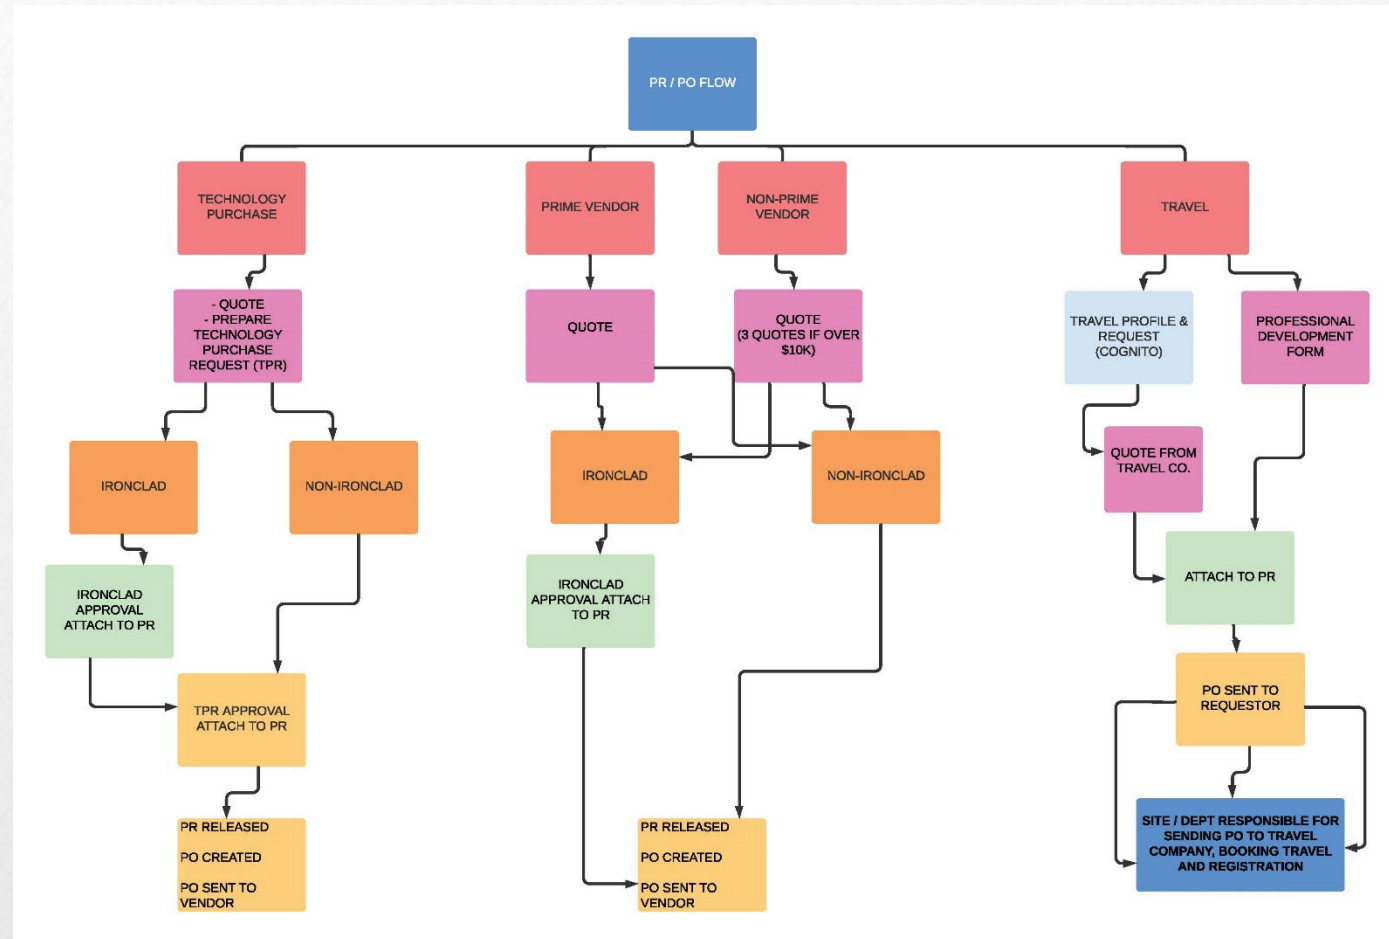 PR / PO FLOW
TECHNOLOGY
PURCHASE
PRIME VENDOR
NON-PRIME
VENDOR
TRAVEL
- QUOTE
- PREPARE
TECHNOLOGY
PURCHASE
REQUEST (TPR)
QUOTE
QUOTE
(3 QUOTES IF OVER
$10K)
TRAVEL PROFILE &
REQUEST
(COGNITO)
PROFESSIONAL
DEVELOPMENT
FORM
IRONCLAD
NON-IRONCLAD
IRONCLAD
NON-IRONCLAD
QUOTE FROM
TRAVEL CO.
IRONCLAD
APPROVAL
ATTACH TO PR
IRONCLAD
APPROVAL ATTACH
TO PR
ATTACH TO PR
TPR APPROVAL
ATTACH TO PR
PO SENT TO
REQUESTOR
PR RELEASED
PO CREATED
PO SENT TO
VENDOR
PR RELEASED
PO CREATED
PO SENT TO
VENDOR
SITE / DEPT RESPONSIBLE FOR
SENDING PO TO TRAVEL
COMPANY, BOOKING TRAVEL
AND REGISTRATION